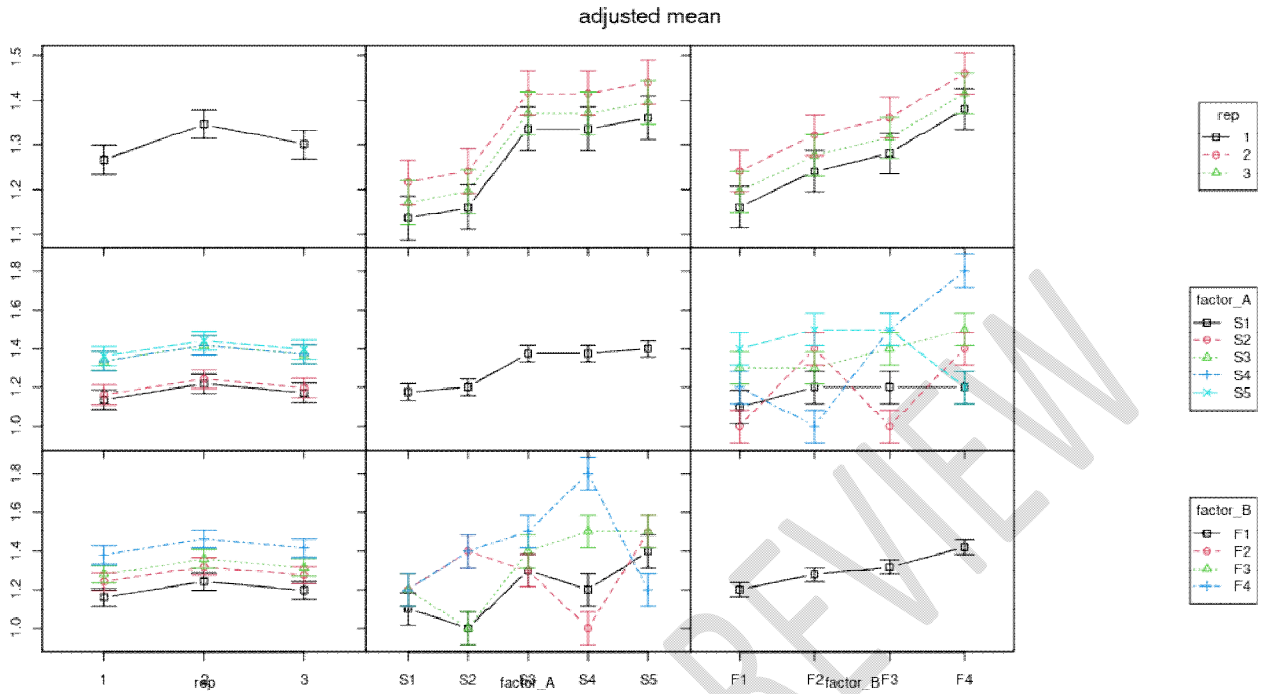 adjusted mean
1.5
1.4
1.3
1.2
1.1
rep
1
2
3
1.8
1.6
1.4
1.2
1.0
factor_A
S1
S2
S3
S4
S5
1.8
1.6
1.4
1.2
1.0
factor_B
F1
F2
F3
F4
1 2 3 S1 S2 S3 S4 S5 F1 F2 F3 F4
rep factor_A factor_B
REVIEW